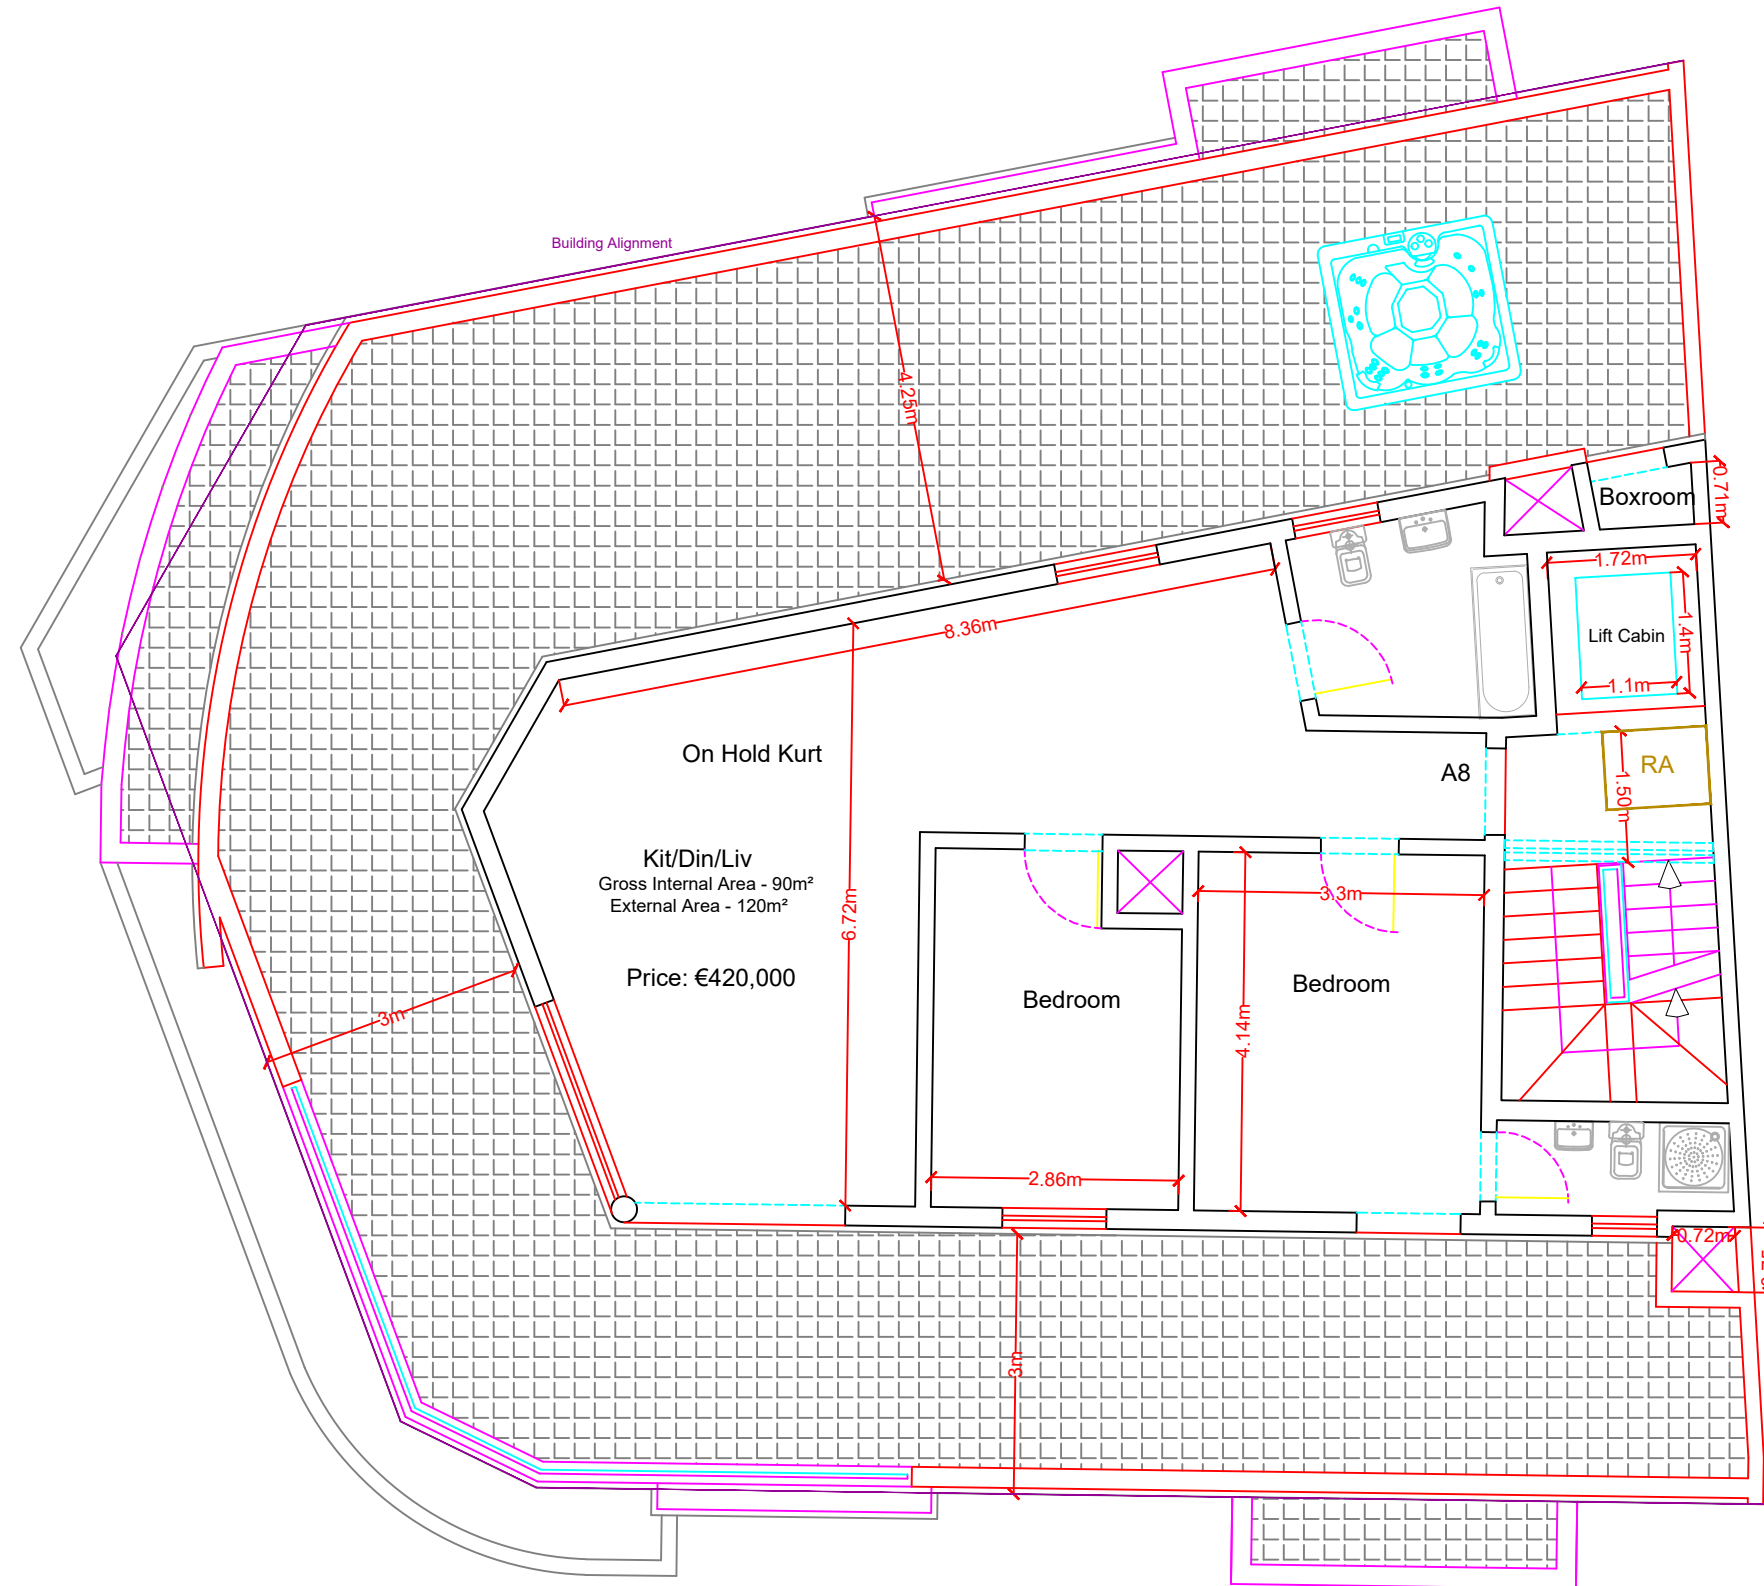 Building Alignment
4.25m
Boxroom
0.71m
1.72m
Lift Cabin
1.4m
1.1m
8.36m
On Hold Kurt
A8
RA
1.50m
Kit/Din/Liv
Gross Internal Area - 90m²
External Area - 120m²
6.72m
3.3m
Price: €420,000
Bedroom
Bedroom
3m
4.14m
2.86m
0.72m
3m